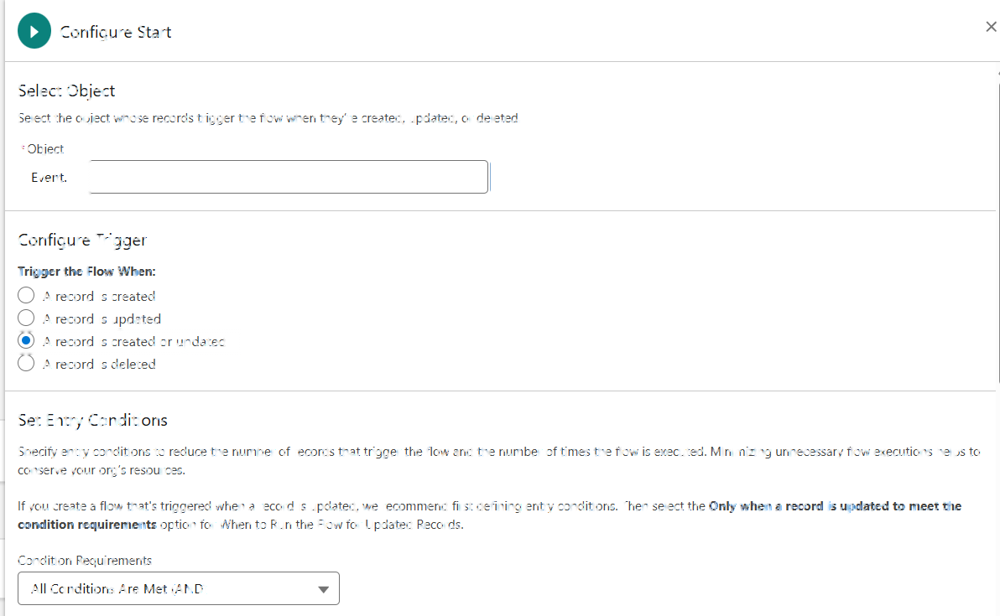 Configure Start
Select Object
Select the object whose records trigger the flow when they're created, updated, or deleted
* Object
Event.
Configure Trigger
Trigger the Flow When:
A record is created
A record is updated
A record is created or updated
A record is deleted
Set Entry Conditions
Specify entry conditions to reduce the number of records that trigger the flow and the number of times the flow is executed. Minimizing unnecessary flow executions helps to
conserve your org's resources.
If you create a flow that's triggered when a record is updated, we recommend first defining entry conditions. Then select the Only when a record is updated to meet the
condition requirements option for When to Run the Flow for Updated Records.
Condition Requirements
All Conditions Are Met (AND